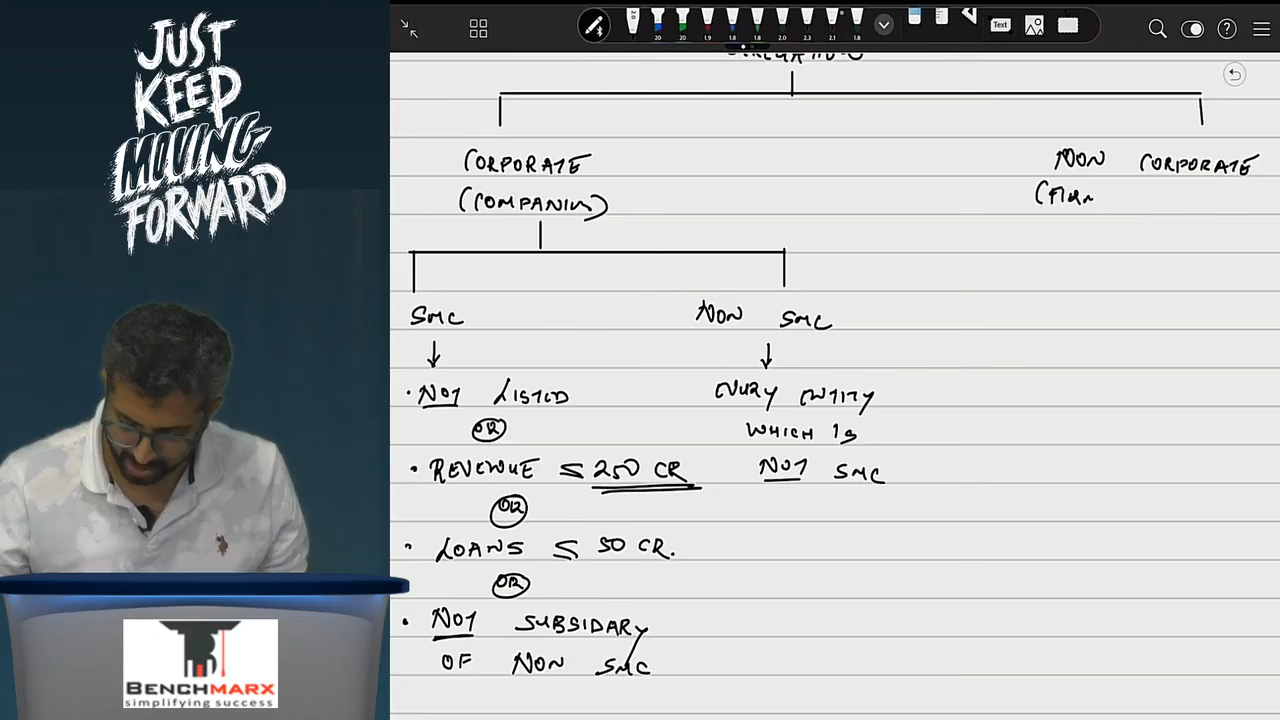 JUST
KEEP
MOVING
FORWARD
Text
CORPORATE
(COMPANIES)
NON CORPORATE
(FIRM
SMC
NON SMC
• NOT LISTED
OR
• REVENUE ≤ 250 CR
OR
• LOANS ≤ 50 CR.
OR
• NOT SUBSIDARY
OF NON SMC
EVERY ENTITY
WHICH IS
NOT SMC
BENCHMARX
simplifying success